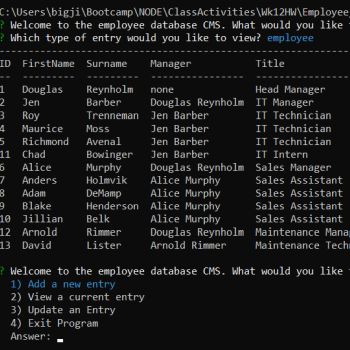 C:\Users\bigji\Bootcamp\NODE\ClassActivities\Wk12HW\Employee
? Welcome to the employee database CMS. What would you like
? Which type of entry would you like to view? employee
ID FirstName Surname Manager Title
1 Douglas Reynholm none Head Manager
2 Jen Barber Douglas Reynholm IT Manager
3 Roy Trenneman Jen Barber IT Technician
4 Maurice Moss Jen Barber IT Technician
5 Richmond Avenal Jen Barber IT Technician
11 Chad Bowinger Jen Barber IT Intern
6 Alice Murphy Douglas Reynholm Sales Manager
7 Anders Holmvik Alice Murphy Sales Assistant
8 Adam DeMamp Alice Murphy Sales Assistant
9 Blake Henderson Alice Murphy Sales Assistant
10 Jillian Belk Alice Murphy Sales Assistant
12 Arnold Rimmer Douglas Reynholm Maintenance Mana
13 David Lister Arnold Rimmer Maintenance Techn
? Welcome to the employee database CMS. What would you like
1) Add a new entry
2) View a current entry
3) Update an Entry
4) Exit Program
Answer: